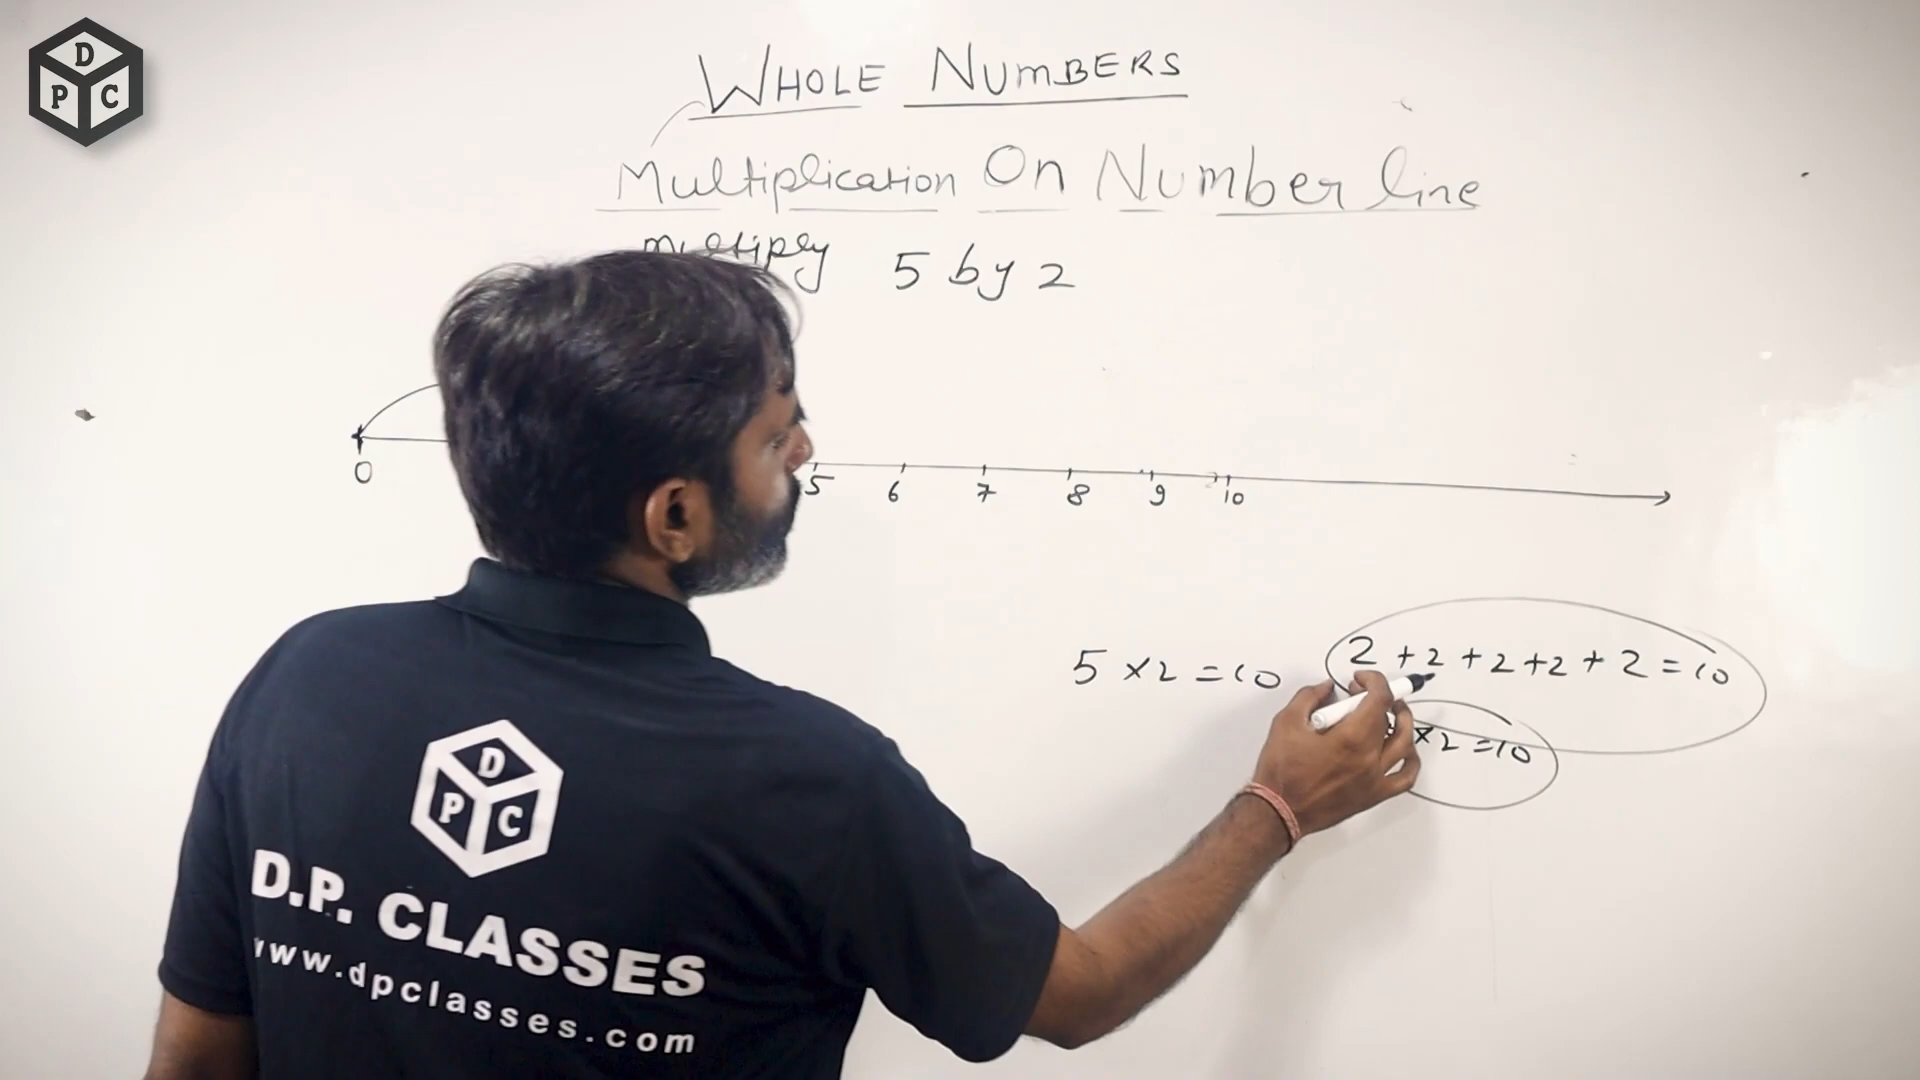 D
P C
WHOLE NUMBERS
Multiplication On Number line
multiply 5 by 2
0 5 6 7 8 9 10
5 × 2 = 10
2 + 2 + 2 + 2 + 2 = 10
× 2 = 10
D
P C
D.P. CLASSES
www.dpclasses.com